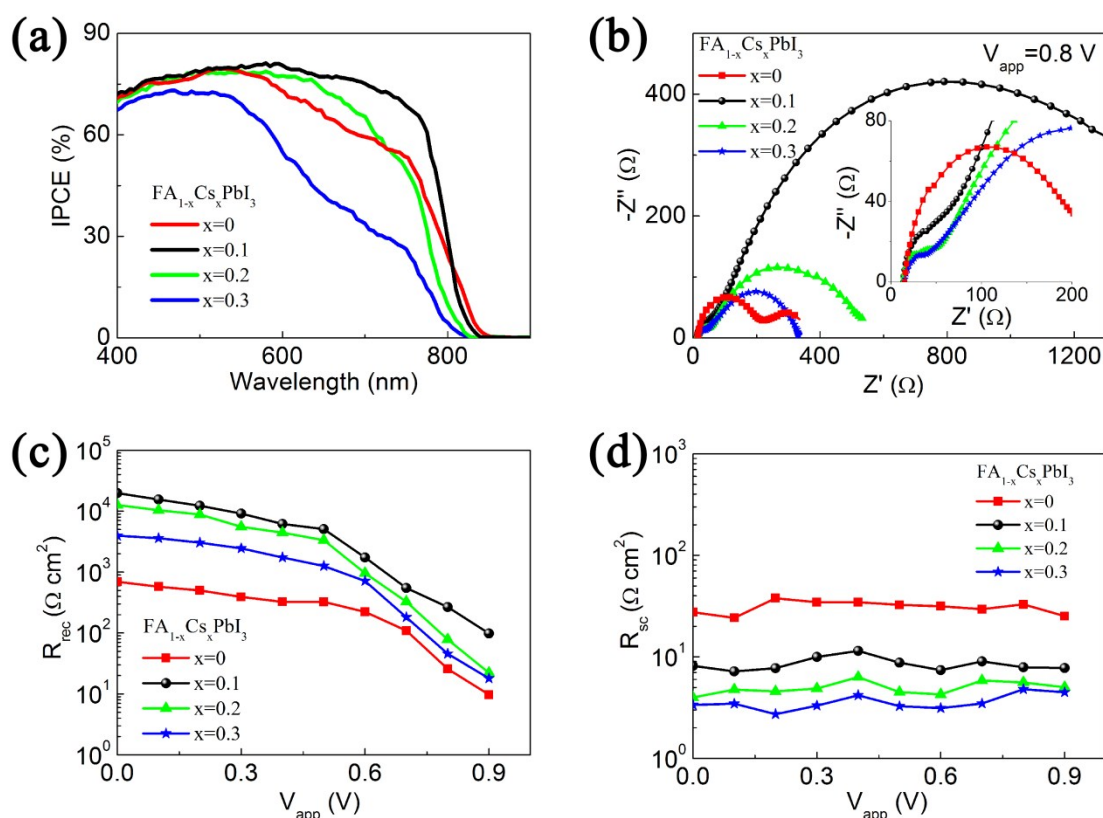 (a)
90
60
30
0
IPCE (%)
FA1-xCsxPbI3
x=0
x=0.1
x=0.2
x=0.3
400 500 600 700 800
Wavelength (nm)
(b)
FA1-xCsxPbI3
x=0
x=0.1
x=0.2
x=0.3
Vapp=0.8 V
400
200
0
-Z'' (Ω)
80
40
0
-Z'' (Ω)
0 100 200
Z' (Ω)
0 400 800 1200
Z' (Ω)
(c)
10^5
10^4
10^3
10^2
10^1
10^0
Rrec (Ω cm2)
FA1-xCsxPbI3
x=0
x=0.1
x=0.2
x=0.3
0.0 0.3 0.6 0.9
Vapp (V)
(d)
10^3
10^2
10^1
10^0
Rsc (Ω cm2)
FA1-xCsxPbI3
x=0
x=0.1
x=0.2
x=0.3
0.0 0.3 0.6 0.9
Vapp (V)